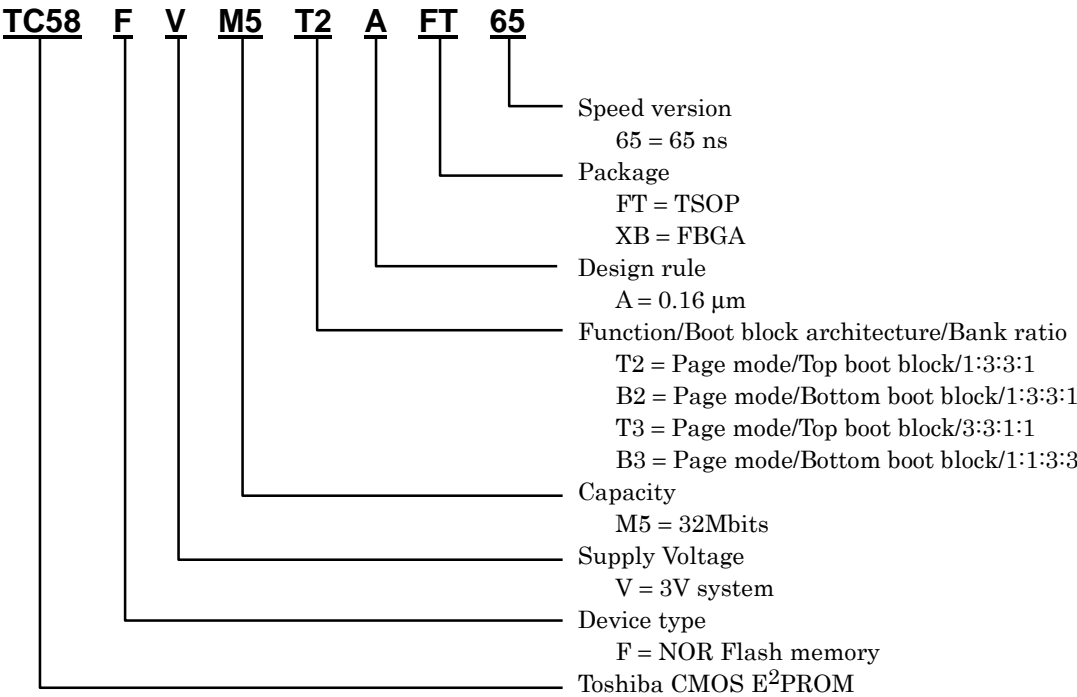 TC58 F V M5 T2 A FT 65
Speed version
65 = 65 ns
Package
FT = TSOP
XB = FBGA
Design rule
A = 0.16 μm
Function/Boot block architecture/Bank ratio
T2 = Page mode/Top boot block/1:3:3:1
B2 = Page mode/Bottom boot block/1:3:3:1
T3 = Page mode/Top boot block/3:3:1:1
B3 = Page mode/Bottom boot block/1:1:3:3
Capacity
M5 = 32Mbits
Supply Voltage
V = 3V system
Device type
F = NOR Flash memory
Toshiba CMOS E²PROM